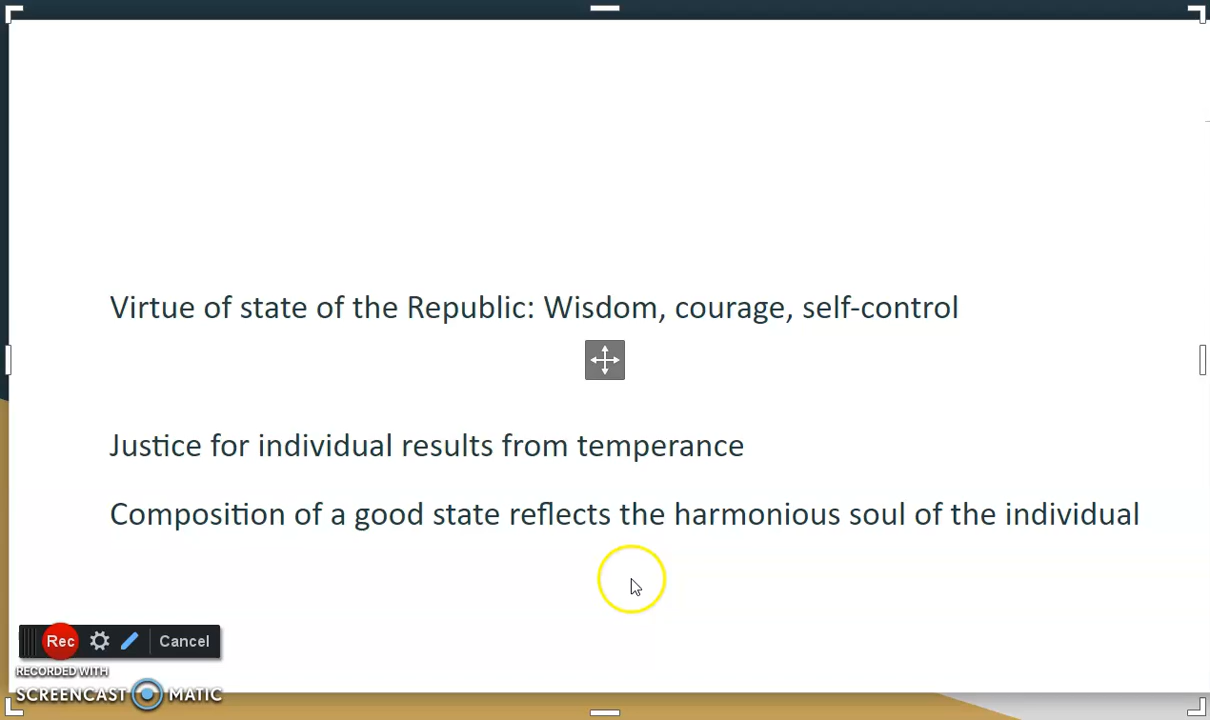 Virtue of state of the Republic: Wisdom, courage, self-control
Justice for individual results from temperance
Composition of a good state reflects the harmonious soul of the individual
Rec Cancel
RECORDED WITH
SCREENCAST MATIC